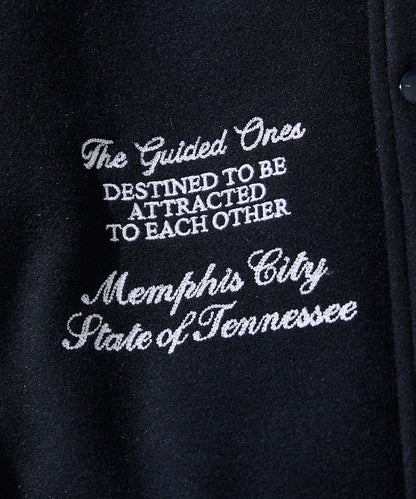 The Guided Ones
DESTINED TO BE
ATTRACTED
TO EACH OTHER
Memphis City
State of Tennessee